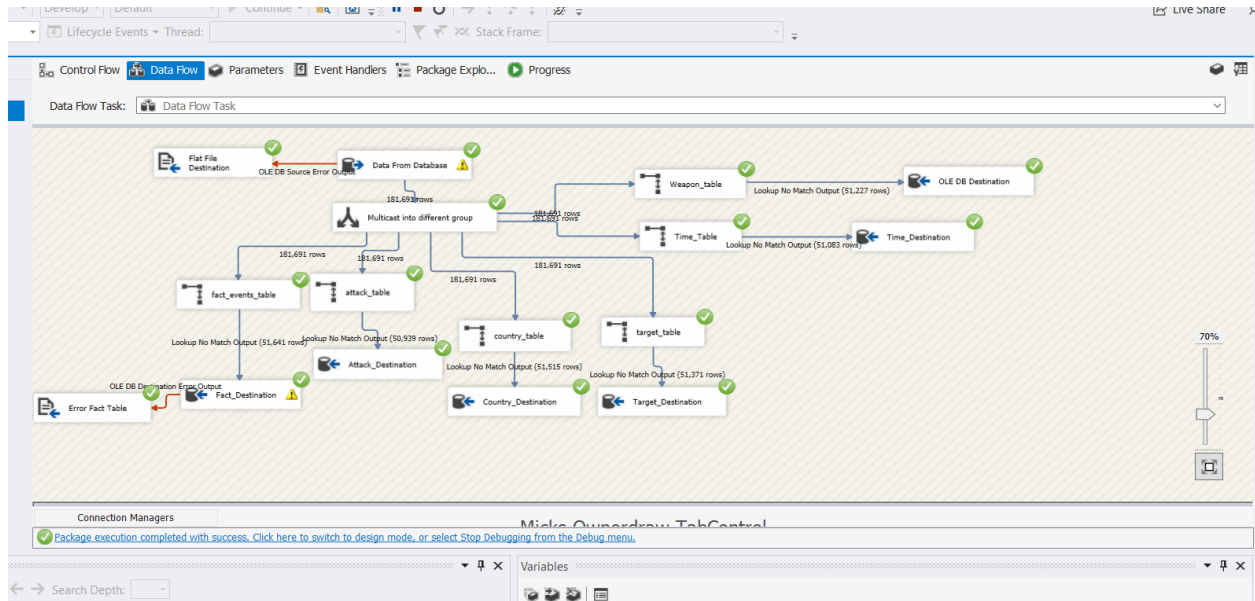 Develop Default Continue Live Share
Lifecycle Events Thread: Stack Frame:
Control Flow Data Flow Parameters Event Handlers Package Explo... Progress
Data Flow Task: Data Flow Task
Flat File
Destination
OLE DB Source Error Output
Data From Database
181,691 rows
Multicast into different group
181,691 rows
181,691 rows
Weapon_table
Lookup No Match Output (51,227 rows)
OLE DB Destination
Time_Table
Lookup No Match Output (51,083 rows)
Time_Destination
181,691 rows
181,691 rows
181,691 rows
181,691 rows
fact_events_table
attack_table
country_table
target_table
Lookup No Match Output (51,641 rows)
Lookup No Match Output (50,939 rows)
Lookup No Match Output (51,515 rows)
Lookup No Match Output (51,371 rows)
Attack_Destination
OLE DB Destination Error Output
Error Fact Table
Fact_Destination
Country_Destination
Target_Destination
70%
Connection Managers
Micks Ownerdraw TabControl
Package execution completed with success. Click here to switch to design mode, or select Stop Debugging from the Debug menu.
Variables
Search Depth: